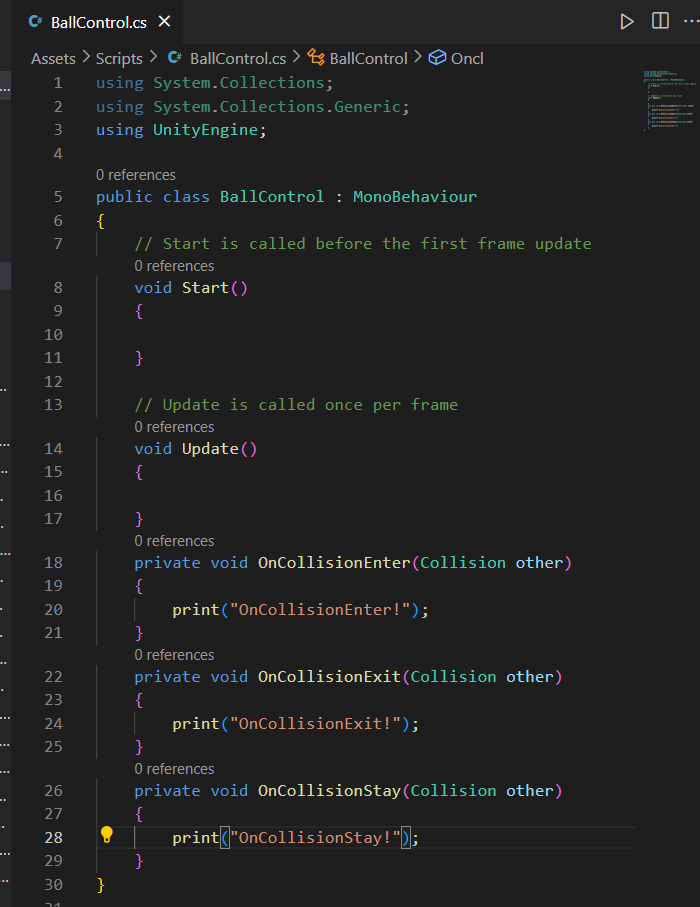 BallControl.cs
Assets > Scripts > BallControl.cs > BallControl > OncI
1 using System.Collections;
2 using System.Collections.Generic;
3 using UnityEngine;
4
0 references
5 public class BallControl : MonoBehaviour
6 {
7 // Start is called before the first frame update
0 references
8 void Start()
9 {
10
11 }
12
13 // Update is called once per frame
0 references
14 void Update()
15 {
16
17 }
0 references
18 private void OnCollisionEnter(Collision other)
19 {
20 print("OnCollisionEnter!");
21 }
0 references
22 private void OnCollisionExit(Collision other)
23 {
24 print("OnCollisionExit!");
25 }
0 references
26 private void OnCollisionStay(Collision other)
27 {
28 print("OnCollisionStay!");
29 }
30 }